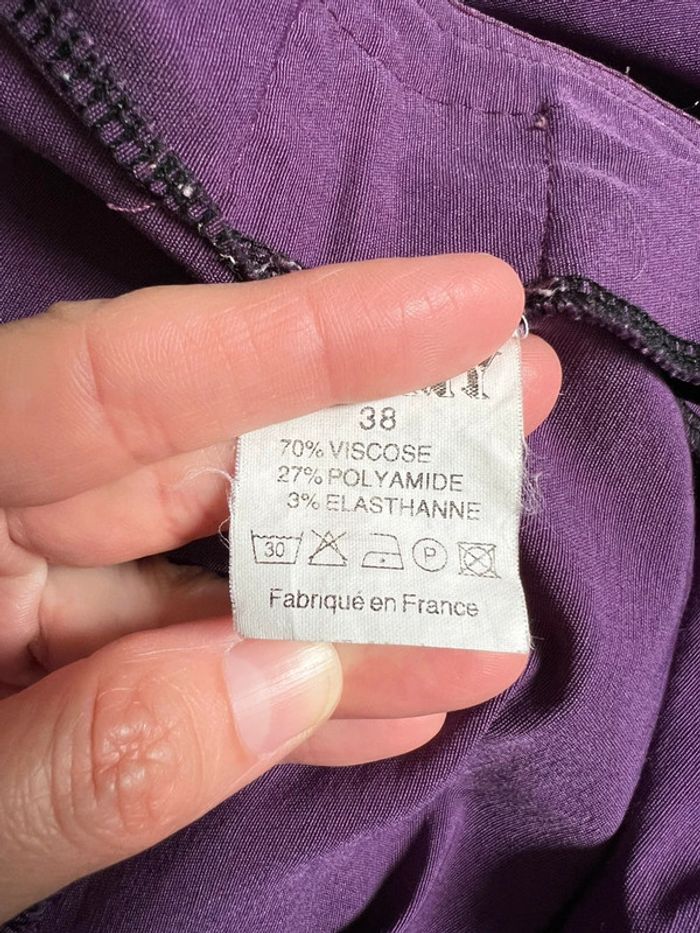 38
70% VISCOSE
27% POLYAMIDE
3% ELASTHANNE
30 P
Fabriqué en France